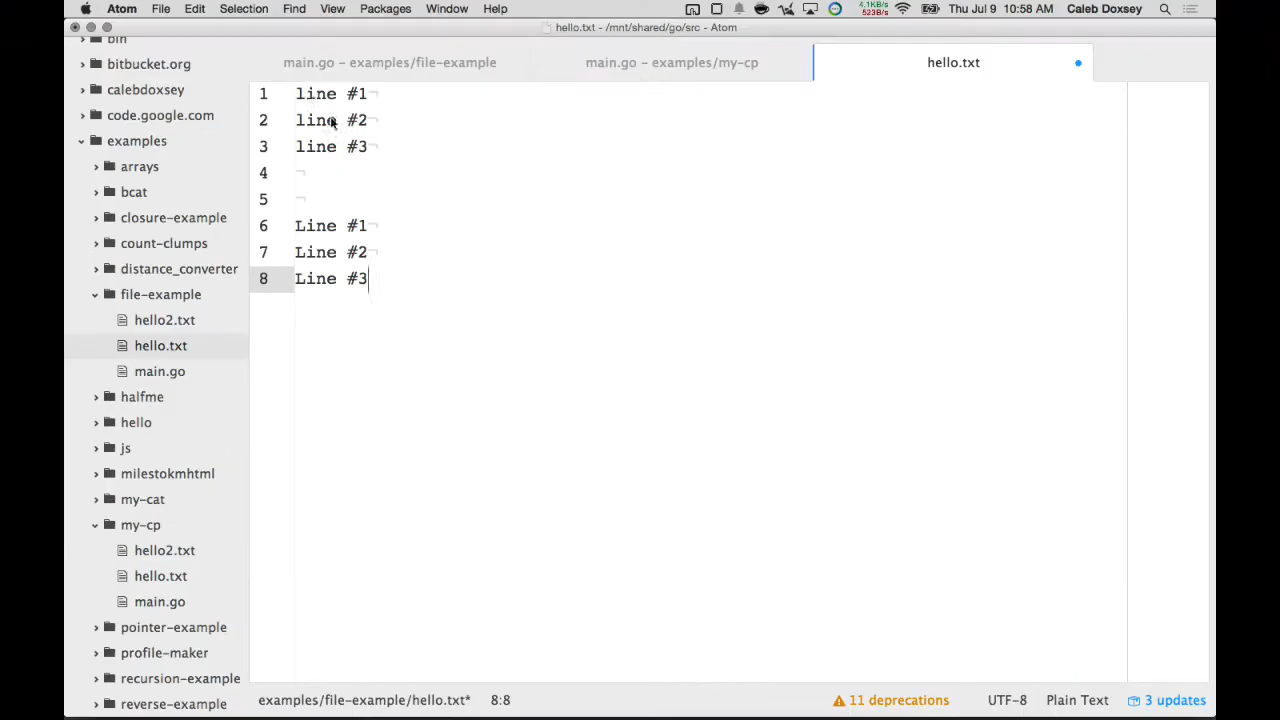 Atom File Edit Selection Find View Packages Window Help 4.1KB/s 523B/s Thu Jul 9 10:58 AM Caleb Doxsey
hello.txt - /mnt/shared/go/src - Atom
bin
bitbucket.org
calebdoxsey
code.google.com
examples
arrays
bcat
closure-example
count-clumps
distance_converter
file-example
hello2.txt
hello.txt
main.go
halfme
hello
js
milestokmhtml
my-cat
my-cp
hello2.txt
hello.txt
main.go
pointer-example
profile-maker
recursion-example
reverse-example
main.go – examples/file-example main.go – examples/my-cp hello.txt
1 line #1¬
2 line #2
3 line #3¬
4 ¬
5 ¬
6 Line #1¬
7 Line #2¬
8 Line #3
examples/file-example/hello.txt* 8:8 11 deprecations UTF-8 Plain Text 3 updates